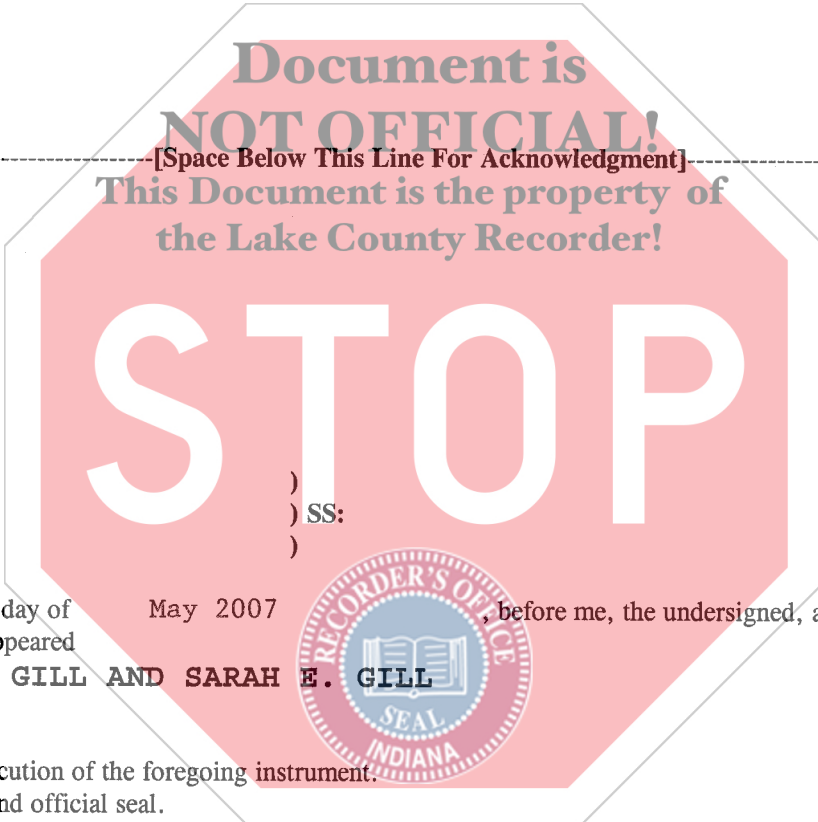 Document is
NOT OFFICIAL!
[Space Below This Line For Acknowledgment]
This Document is the property of
the Lake County Recorder!
STOP
)
) SS:
)
day of May 2007 , before me, the undersigned, a
ppeared
GILL AND SARAH E. GILL
RECORDER'S OFFICE
SEAL
INDIANA
cution of the foregoing instrument.
nd official seal.